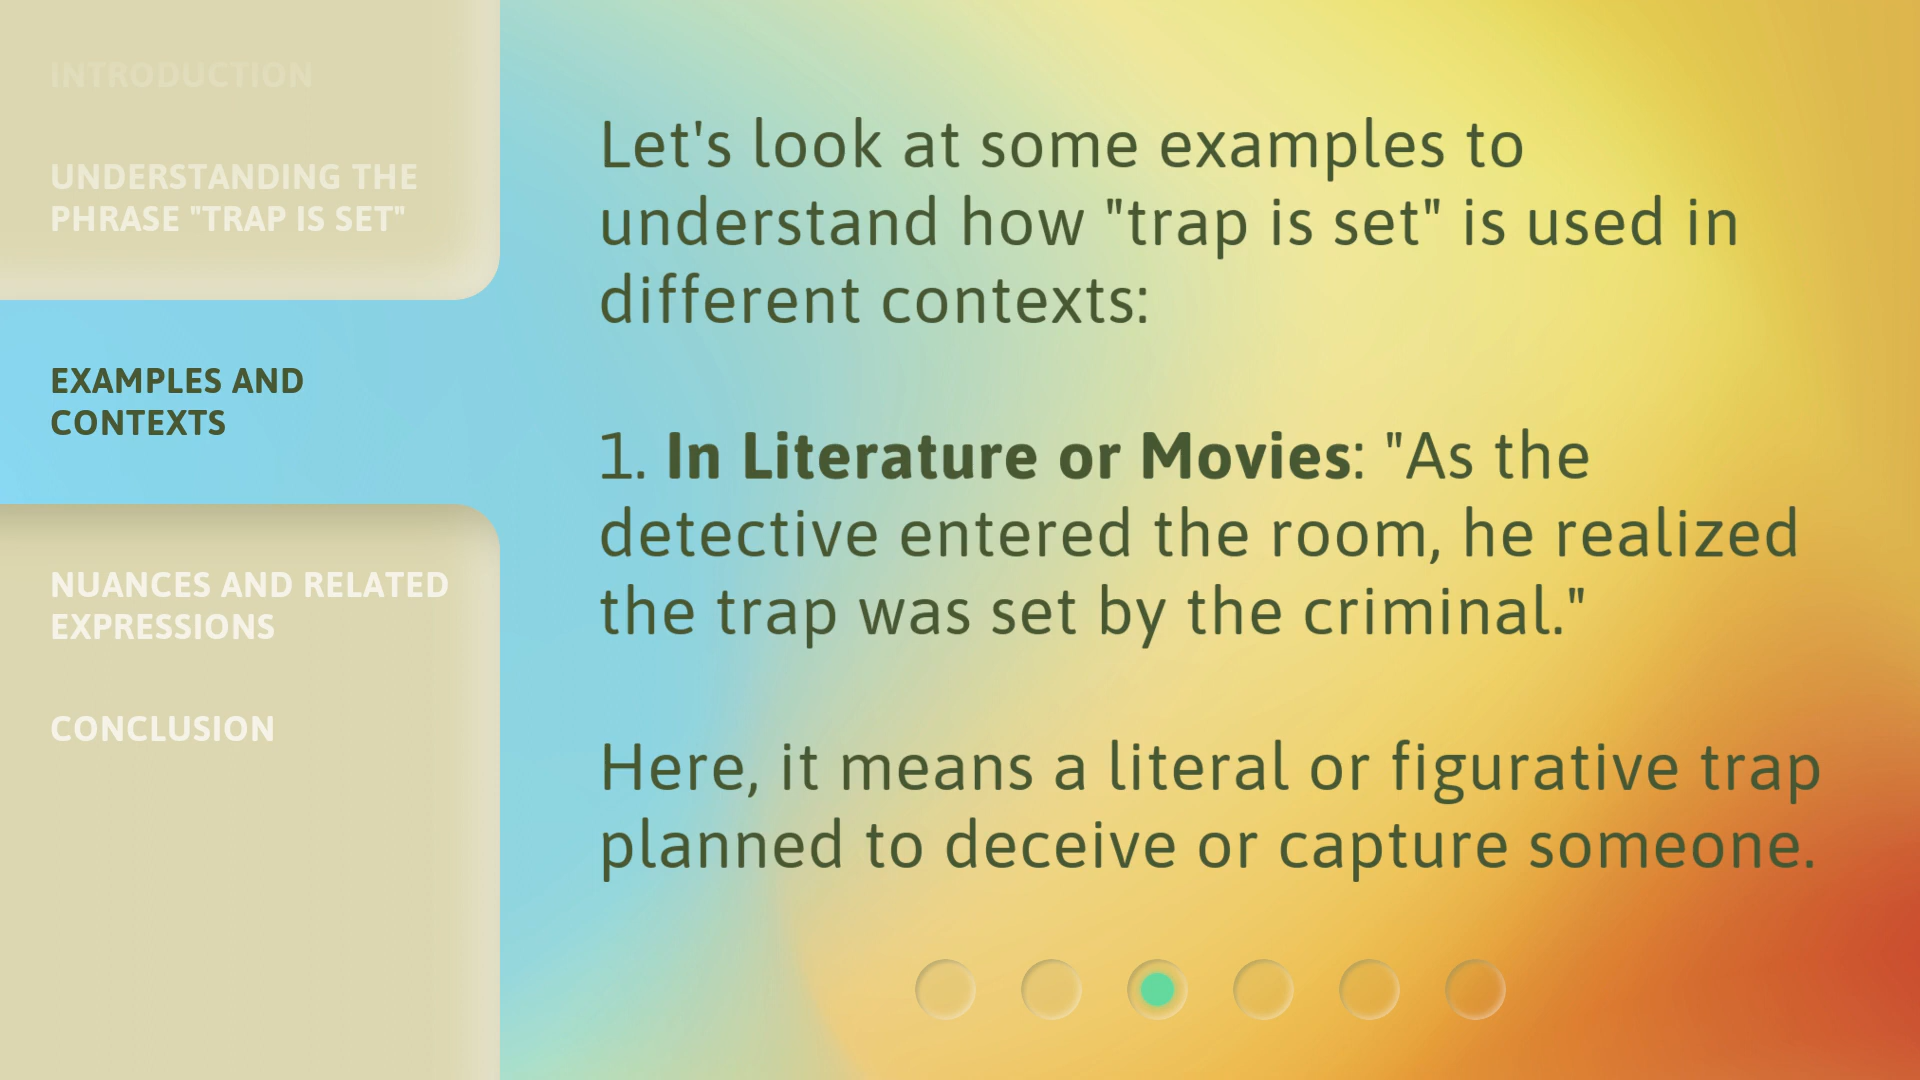 INTRODUCTION
UNDERSTANDING THE
PHRASE "TRAP IS SET"
EXAMPLES AND
CONTEXTS
NUANCES AND RELATED
EXPRESSIONS
CONCLUSION
Let's look at some examples to
understand how "trap is set" is used in
different contexts:
1. In Literature or Movies: "As the
detective entered the room, he realized
the trap was set by the criminal."
Here, it means a literal or figurative trap
planned to deceive or capture someone.